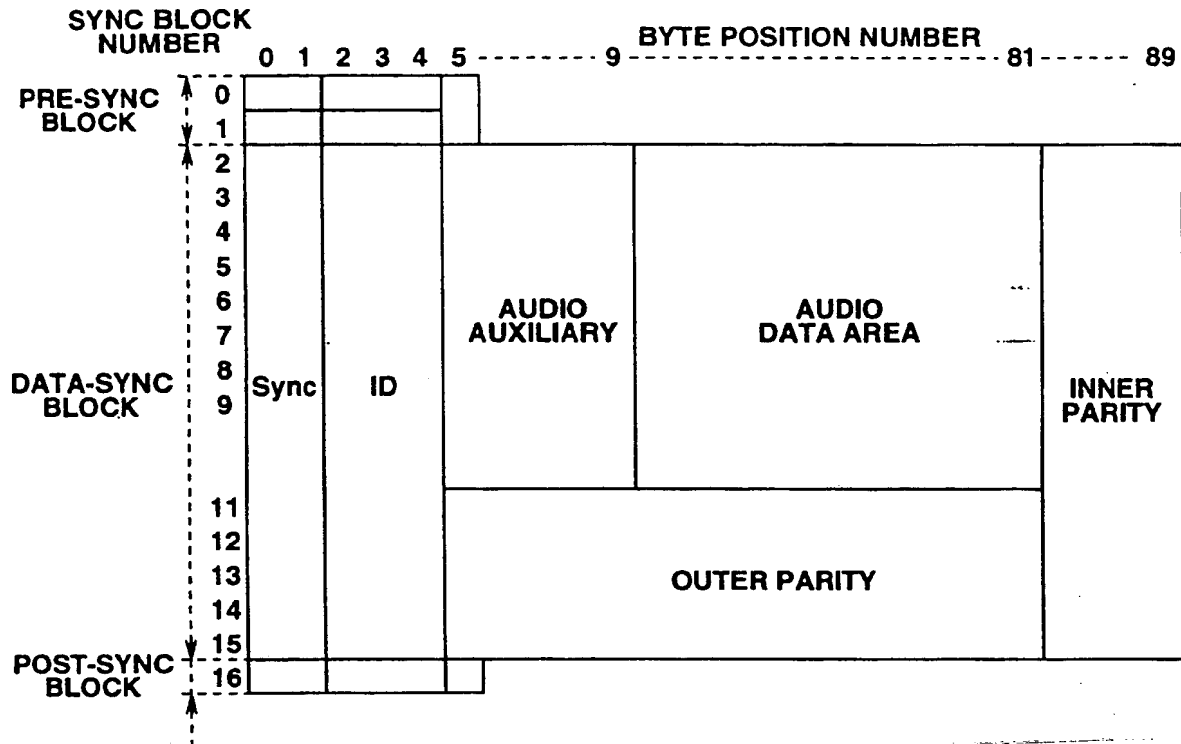 SYNC BLOCK
NUMBER
BYTE POSITION NUMBER
0 1 2 3 4 5 9 81 89
PRE-SYNC
BLOCK
0
1
2
3
4
5
6
7
8
9
11
12
13
14
15
16
DATA-SYNC
BLOCK
Sync
ID
AUDIO
AUXILIARY
AUDIO
DATA AREA
INNER
PARITY
OUTER PARITY
POST-SYNC
BLOCK